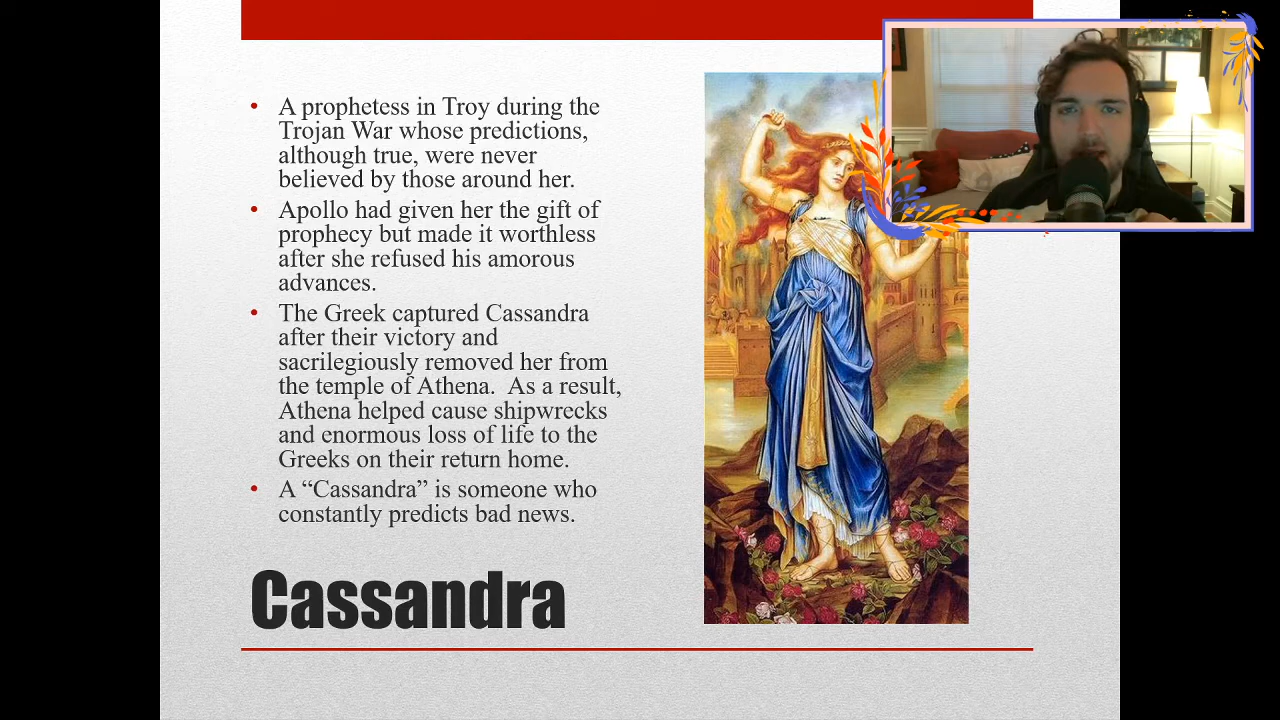 A prophetess in Troy during the
Trojan War whose predictions,
although true, were never
believed by those around her.
Apollo had given her the gift of
prophecy but made it worthless
after she refused his amorous
advances.
The Greek captured Cassandra
after their victory and
sacrilegiously removed her from
the temple of Athena.  As a result,
Athena helped cause shipwrecks
and enormous loss of life to the
Greeks on their return home.
A “Cassandra” is someone who
constantly predicts bad news.
Cassandra